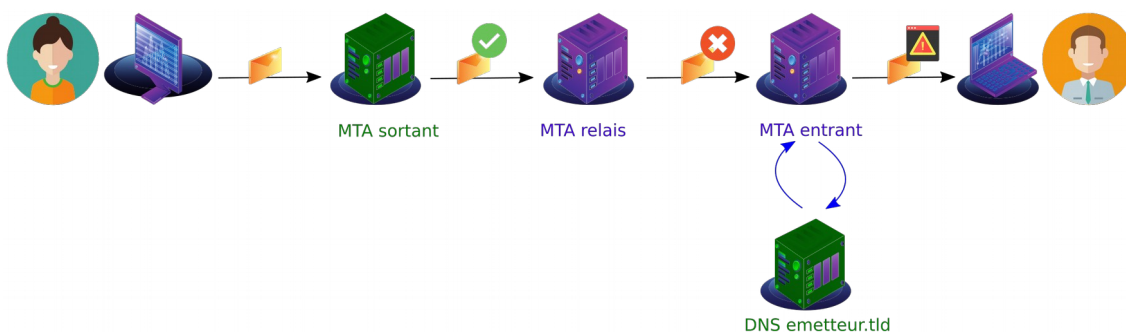 MTA sortant
MTA relais
MTA entrant
DNS emetteur.tld